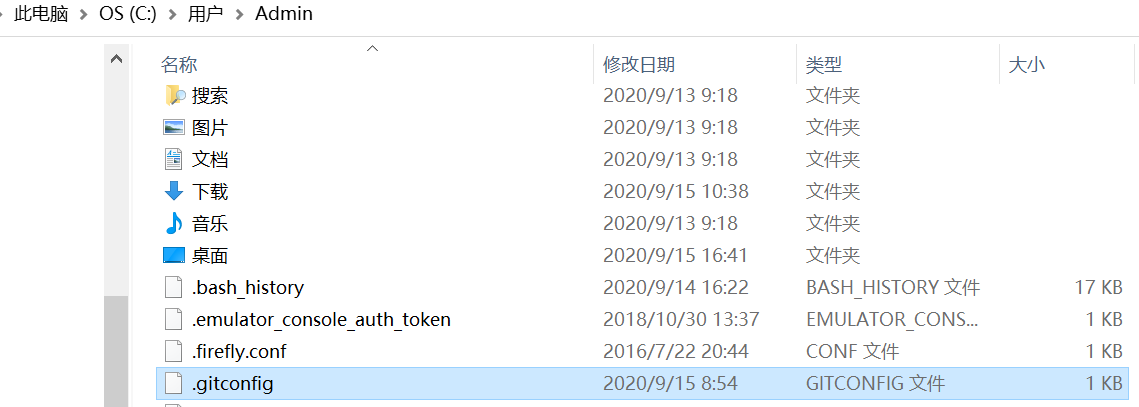 此电脑 > OS (C:) > 用户 > Admin
名称 修改日期 类型 大小
搜索 2020/9/13 9:18 文件夹
图片 2020/9/13 9:18 文件夹
文档 2020/9/13 9:18 文件夹
下载 2020/9/15 10:38 文件夹
音乐 2020/9/13 9:18 文件夹
桌面 2020/9/15 16:41 文件夹
.bash_history 2020/9/14 16:22 BASH_HISTORY 文件 17 KB
.emulator_console_auth_token 2018/10/30 13:37 EMULATOR_CONS... 1 KB
.firefly.conf 2016/7/22 20:44 CONF 文件 1 KB
.gitconfig 2020/9/15 8:54 GITCONFIG 文件 1 KB